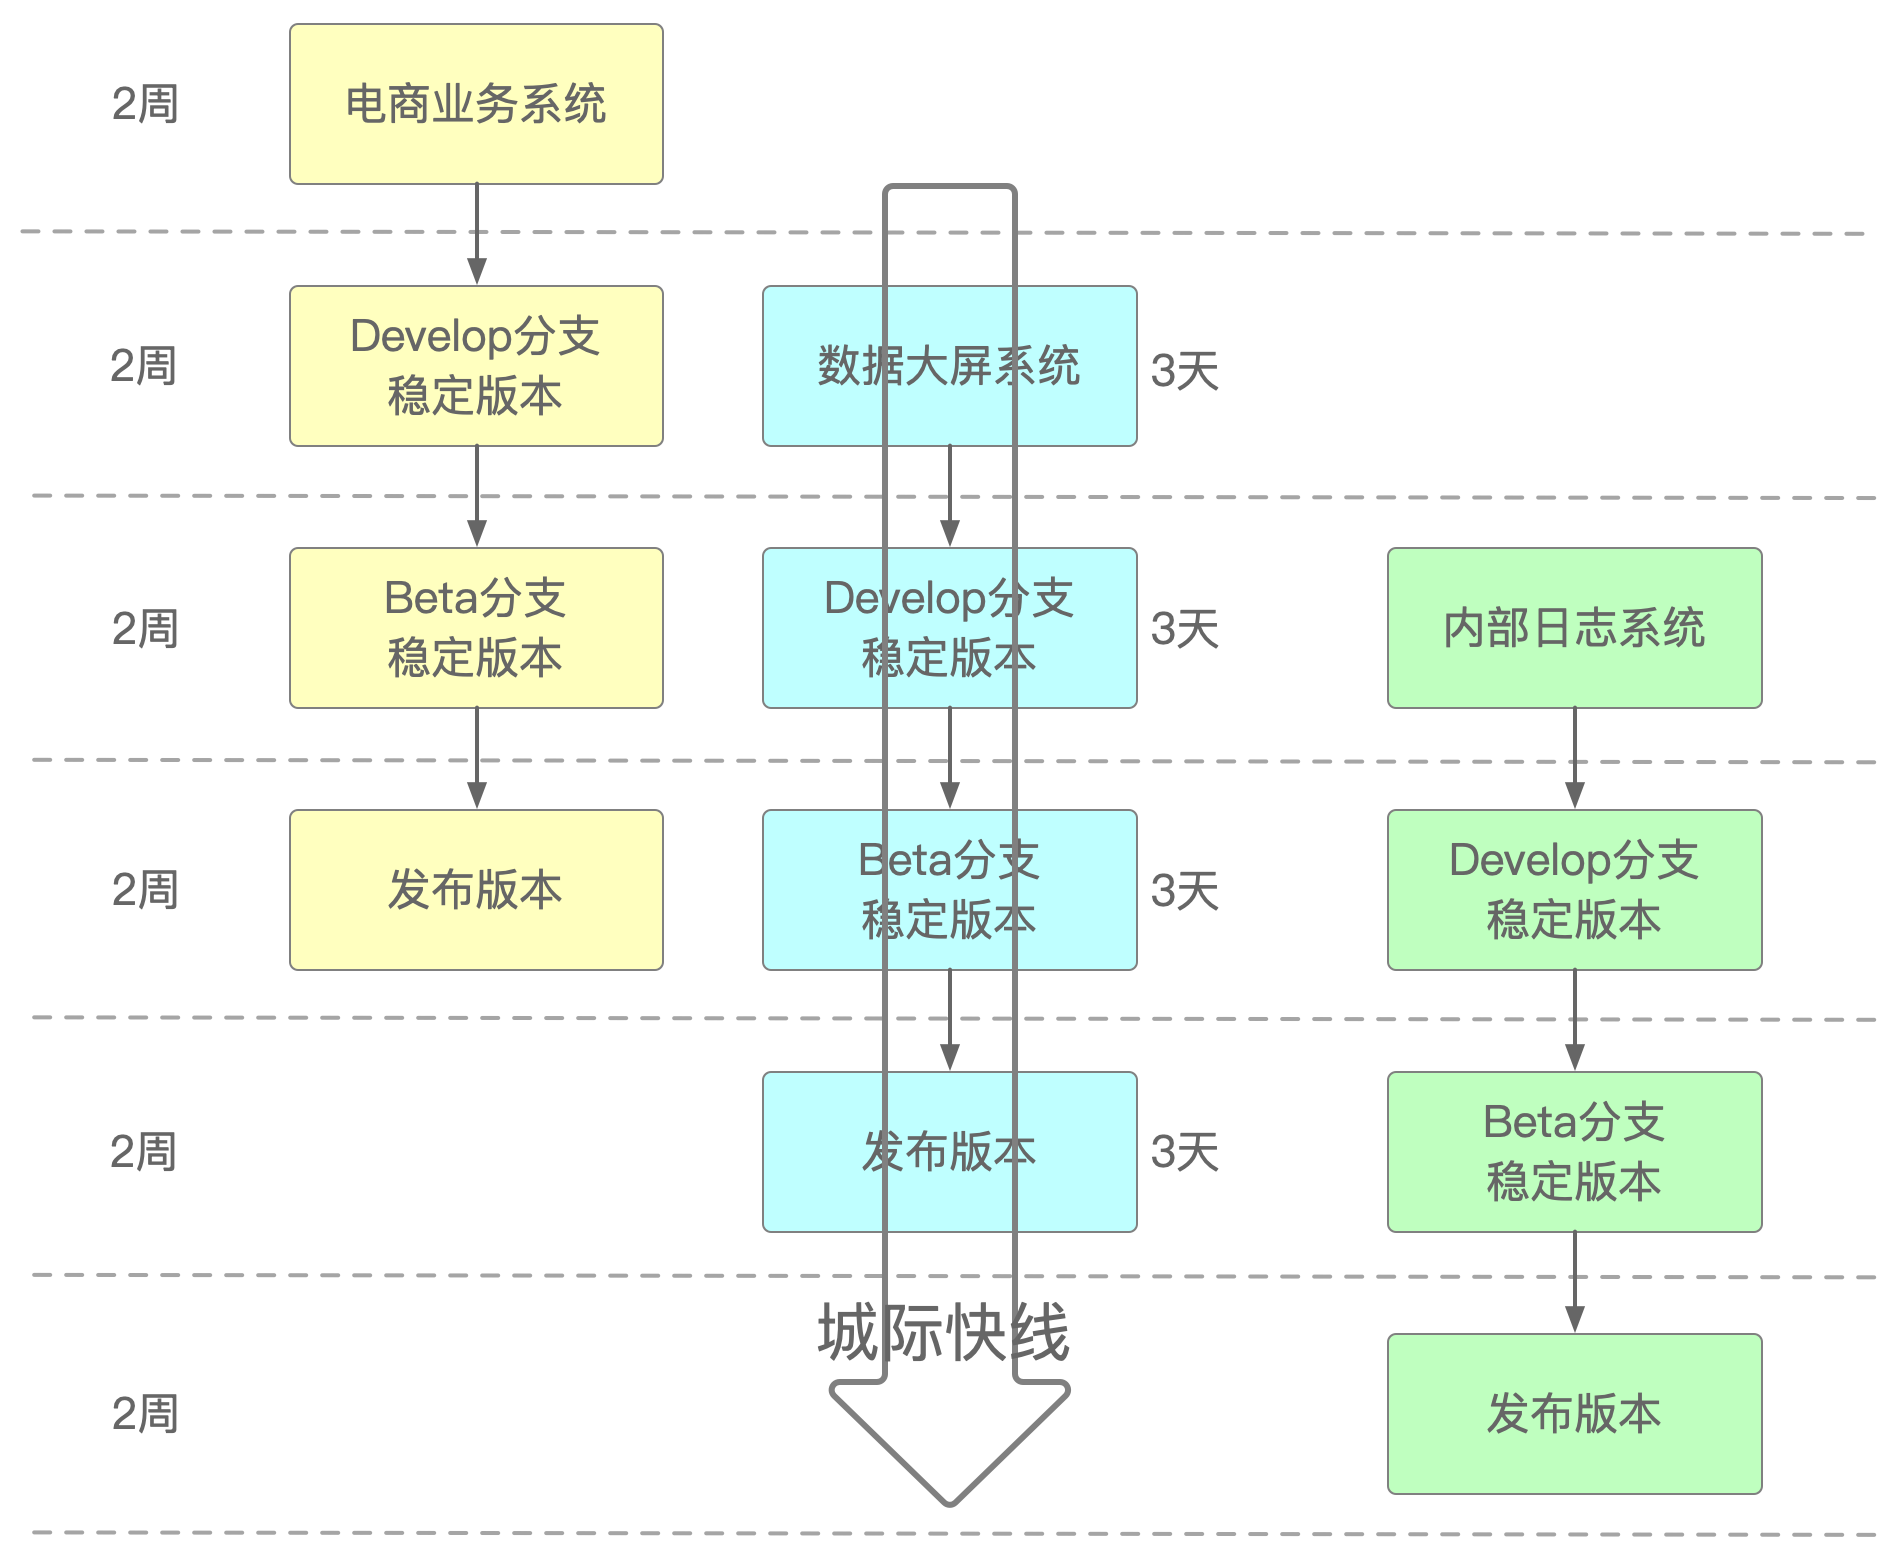 2周
电商业务系统
2周
Develop分支
稳定版本
数据大屏系统
3天
2周
Beta分支
稳定版本
Develop分支
稳定版本
3天
内部日志系统
2周
发布版本
Beta分支
稳定版本
3天
Develop分支
稳定版本
2周
发布版本
3天
Beta分支
稳定版本
城际快线
2周
发布版本